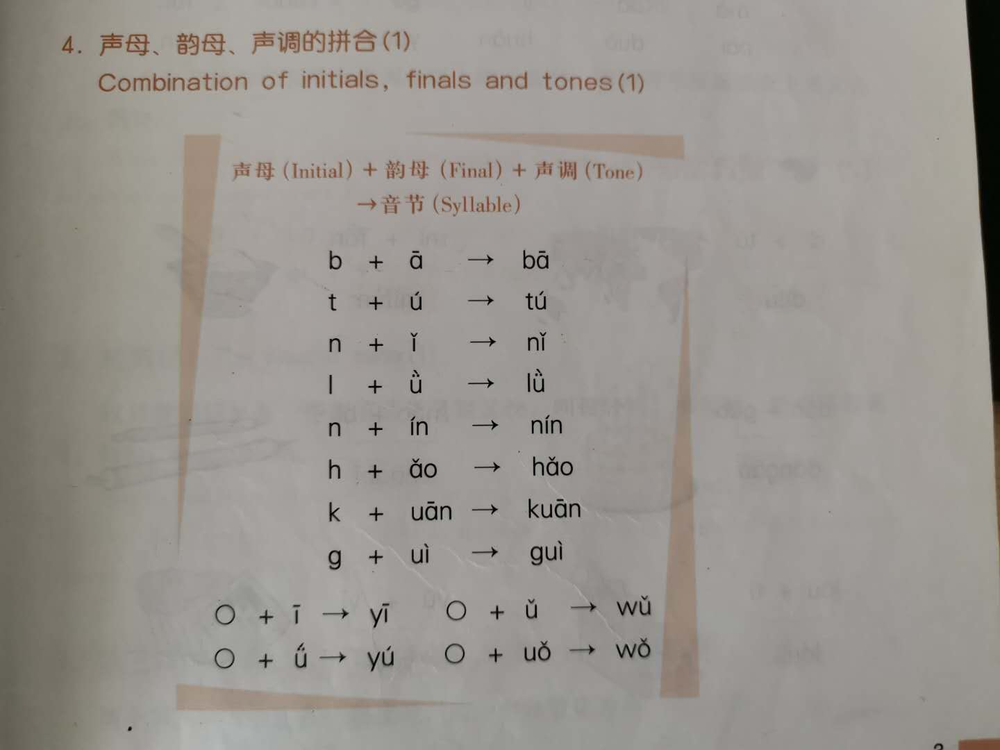 4. 声母、韵母、声调的拼合(1)
Combination of initials, finals and tones(1)
声母(Initial) + 韵母(Final) + 声调(Tone)
→音节(Syllable)
b + ā → bā
t + ú → tú
n + ǐ → nǐ
l + ǜ → lǜ
n + ín → nín
h + ǎo → hǎo
k + uān → kuān
g + uì → guì
○ + ī → yī ○ + ǔ → wǔ
○ + ǘ → yú ○ + uǒ → wǒ